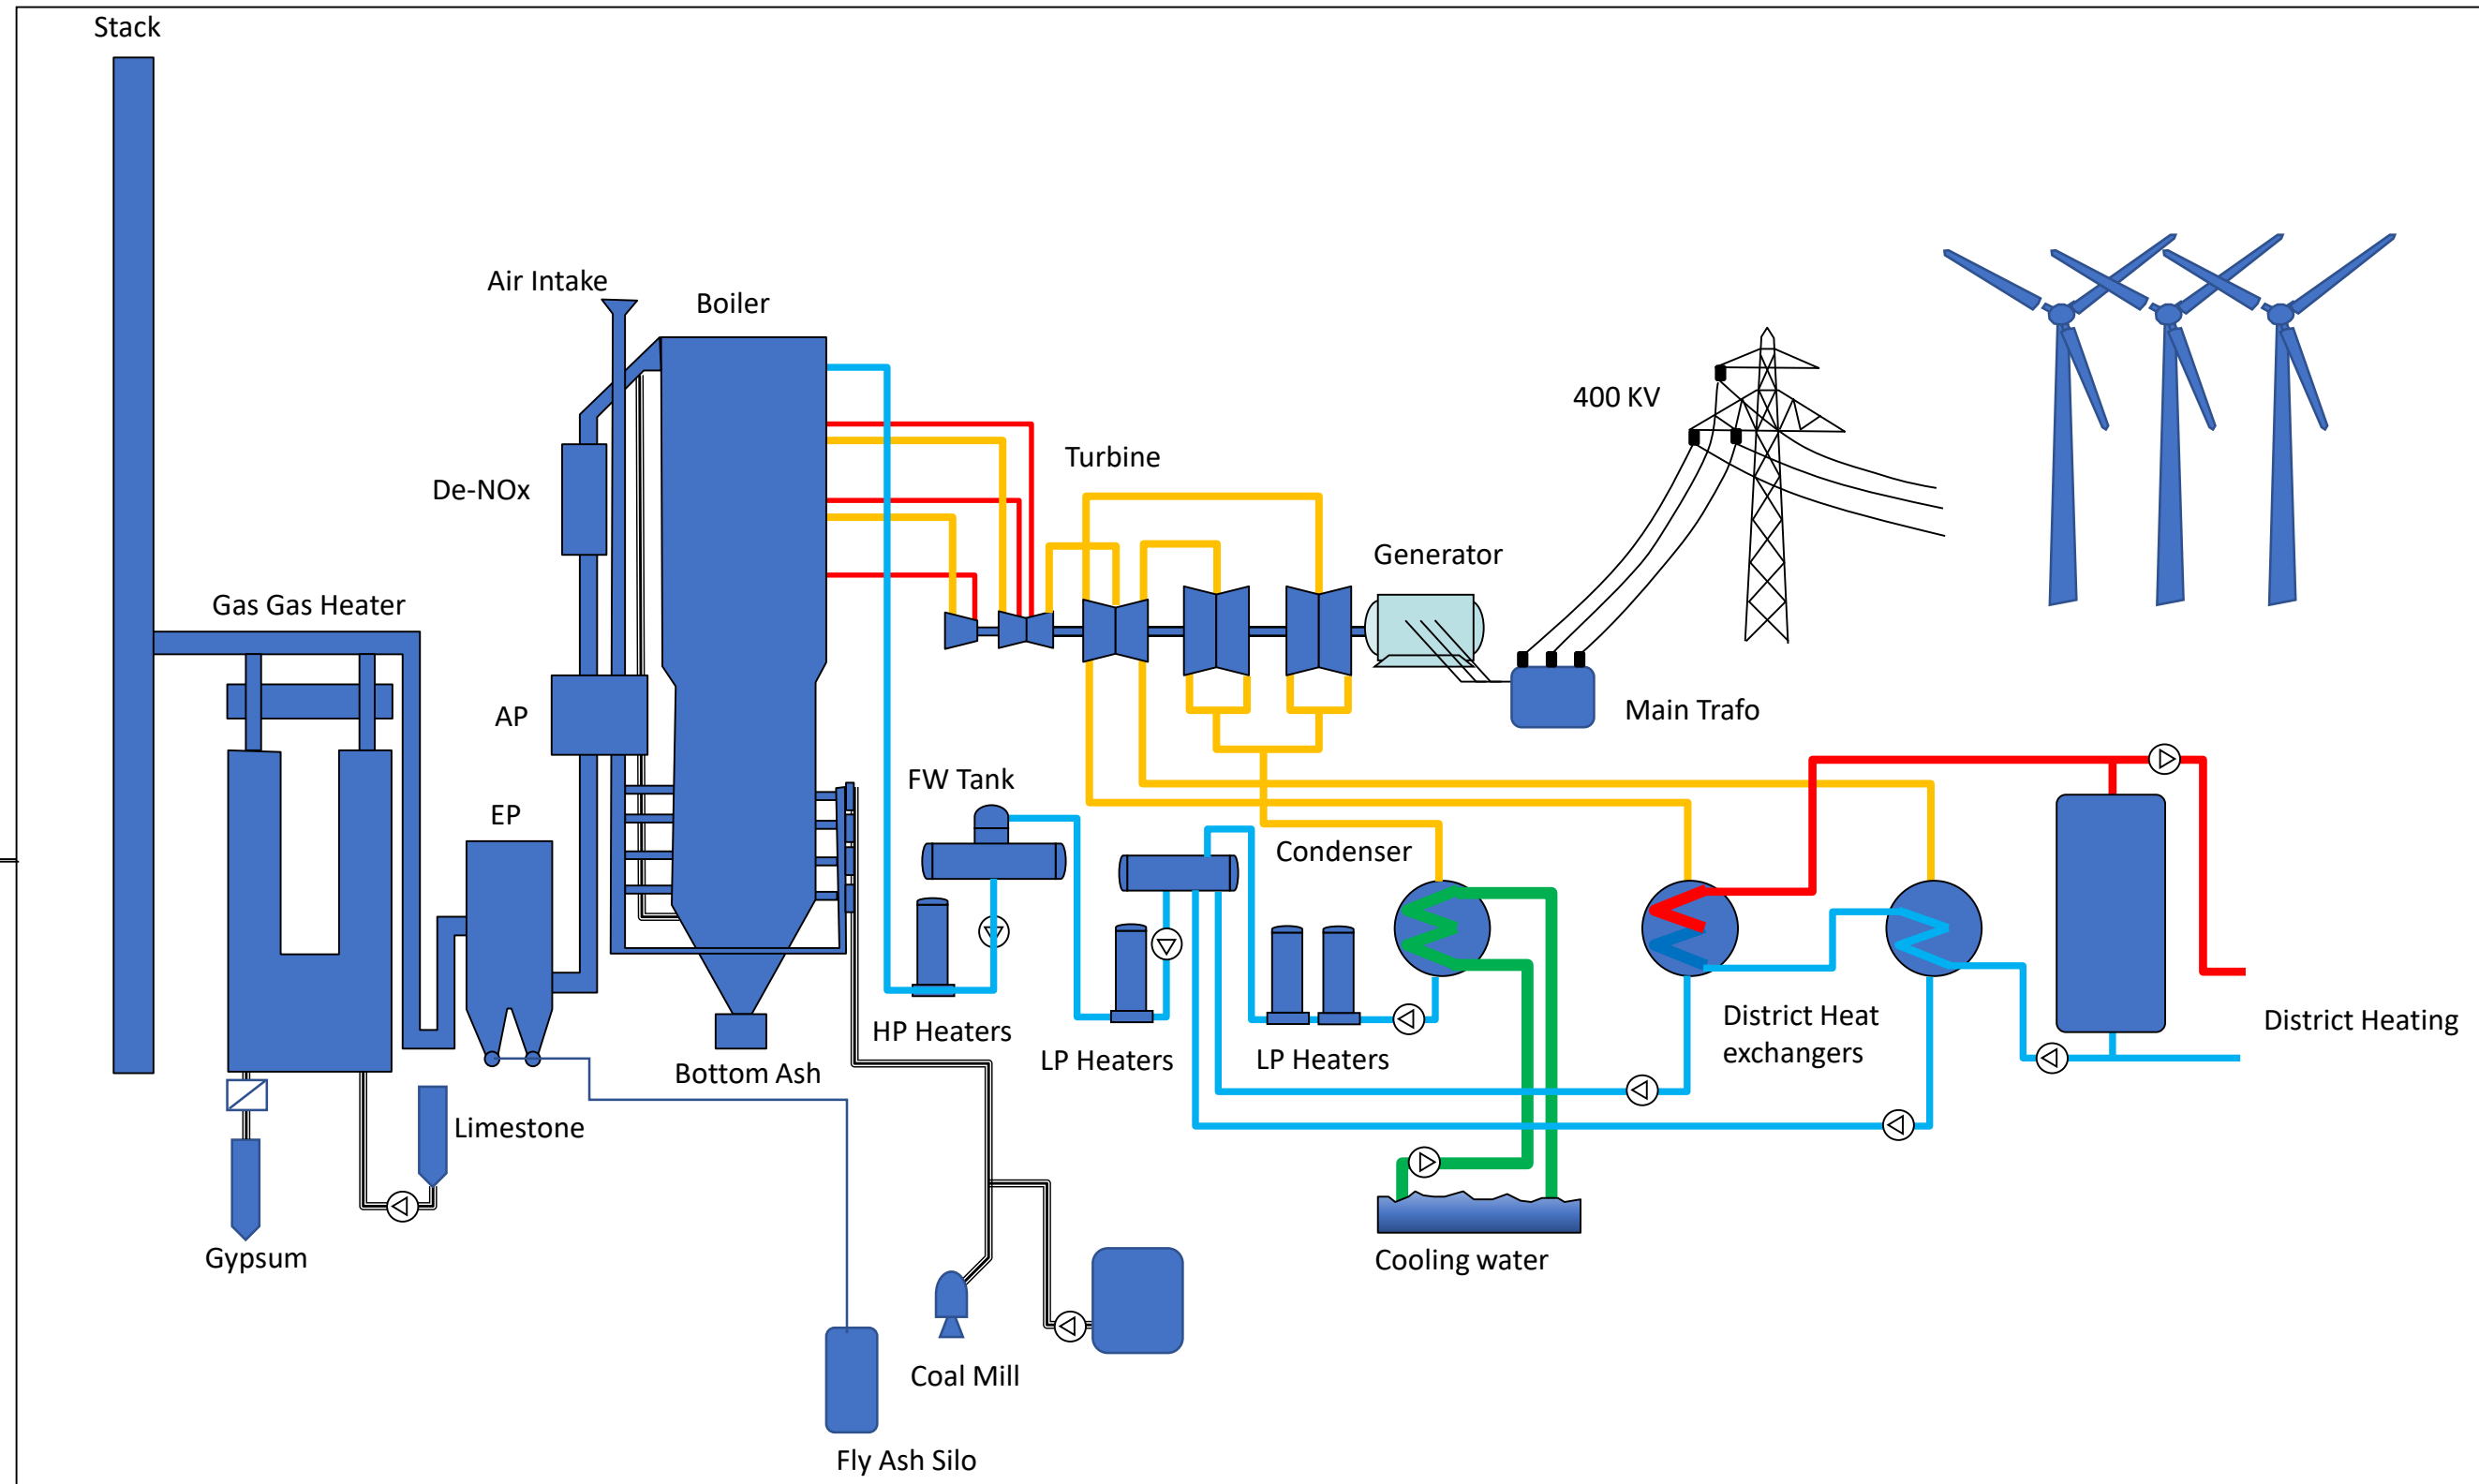 Stack
Air Intake
Boiler
400 KV
Turbine
De-NOx
Generator
Gas Gas Heater
AP
Main Trafo
FW Tank
EP
Condenser
District Heat
exchangers
District Heating
HP Heaters
LP Heaters
LP Heaters
Bottom Ash
Limestone
Gypsum
Cooling water
Coal Mill
Fly Ash Silo